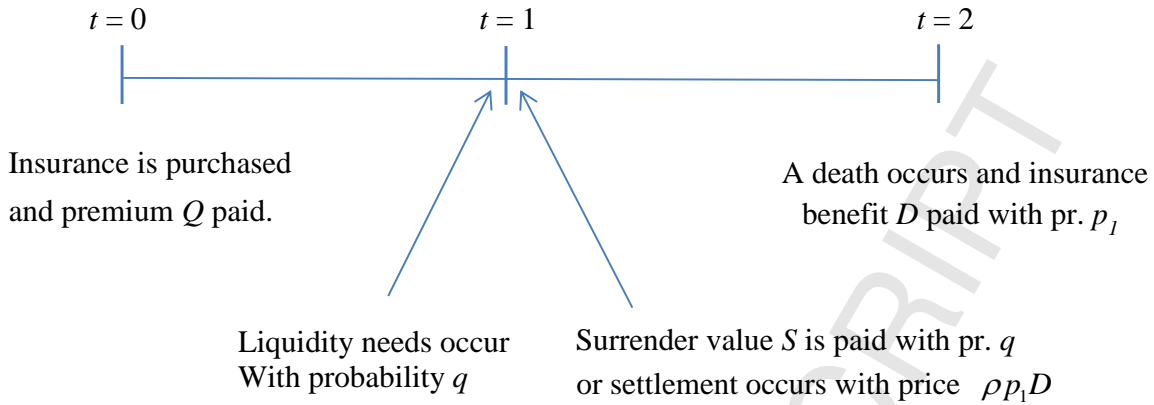 t = 0
t = 1
t = 2
Insurance is purchased
and premium Q paid.
A death occurs and insurance
benefit D paid with pr. p₁
Liquidity needs occur
With probability q
Surrender value S is paid with pr. q
or settlement occurs with price ρp₁D
CRIPT